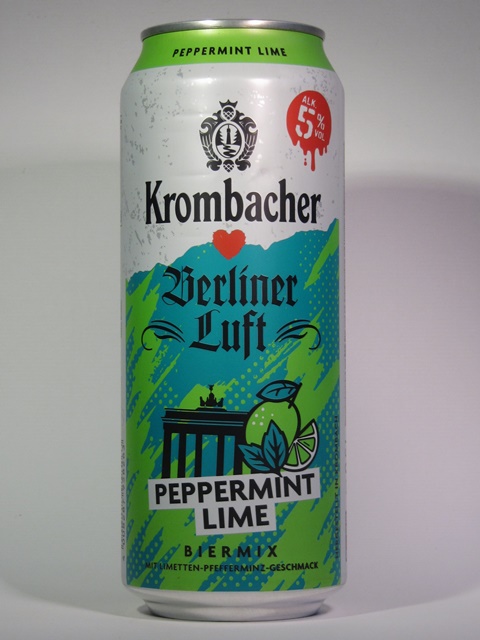 PEPPERMINT LIME
ALK.
5%
VOL.
Krombacher
Berliner
Luft
PEPPERMINT
LIME
BIERMIX
MIT LIMETTEN-PFEFFERMINZ-GESCHMACK